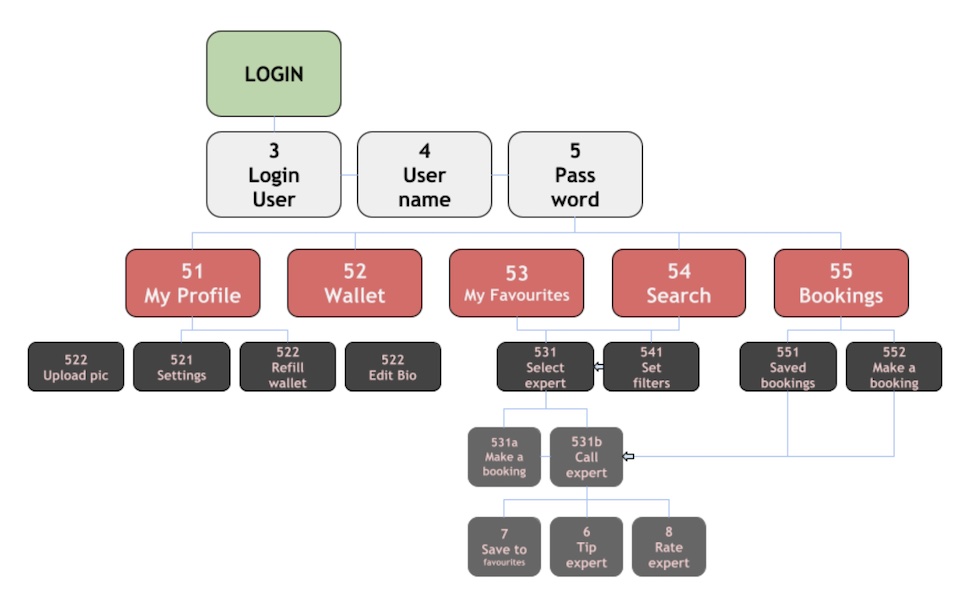 LOGIN
3
Login
User
4
User
name
5
Pass
word
51
My Profile
52
Wallet
53
My Favourites
54
Search
55
Bookings
522
Upload pic
521
Settings
522
Refill
wallet
522
Edit Bio
531
Select
expert
541
Set
filters
551
Saved
bookings
552
Make a
booking
531a
Make a
booking
531b
Call
expert
7
Save to
favourites
6
Tip
expert
8
Rate
expert